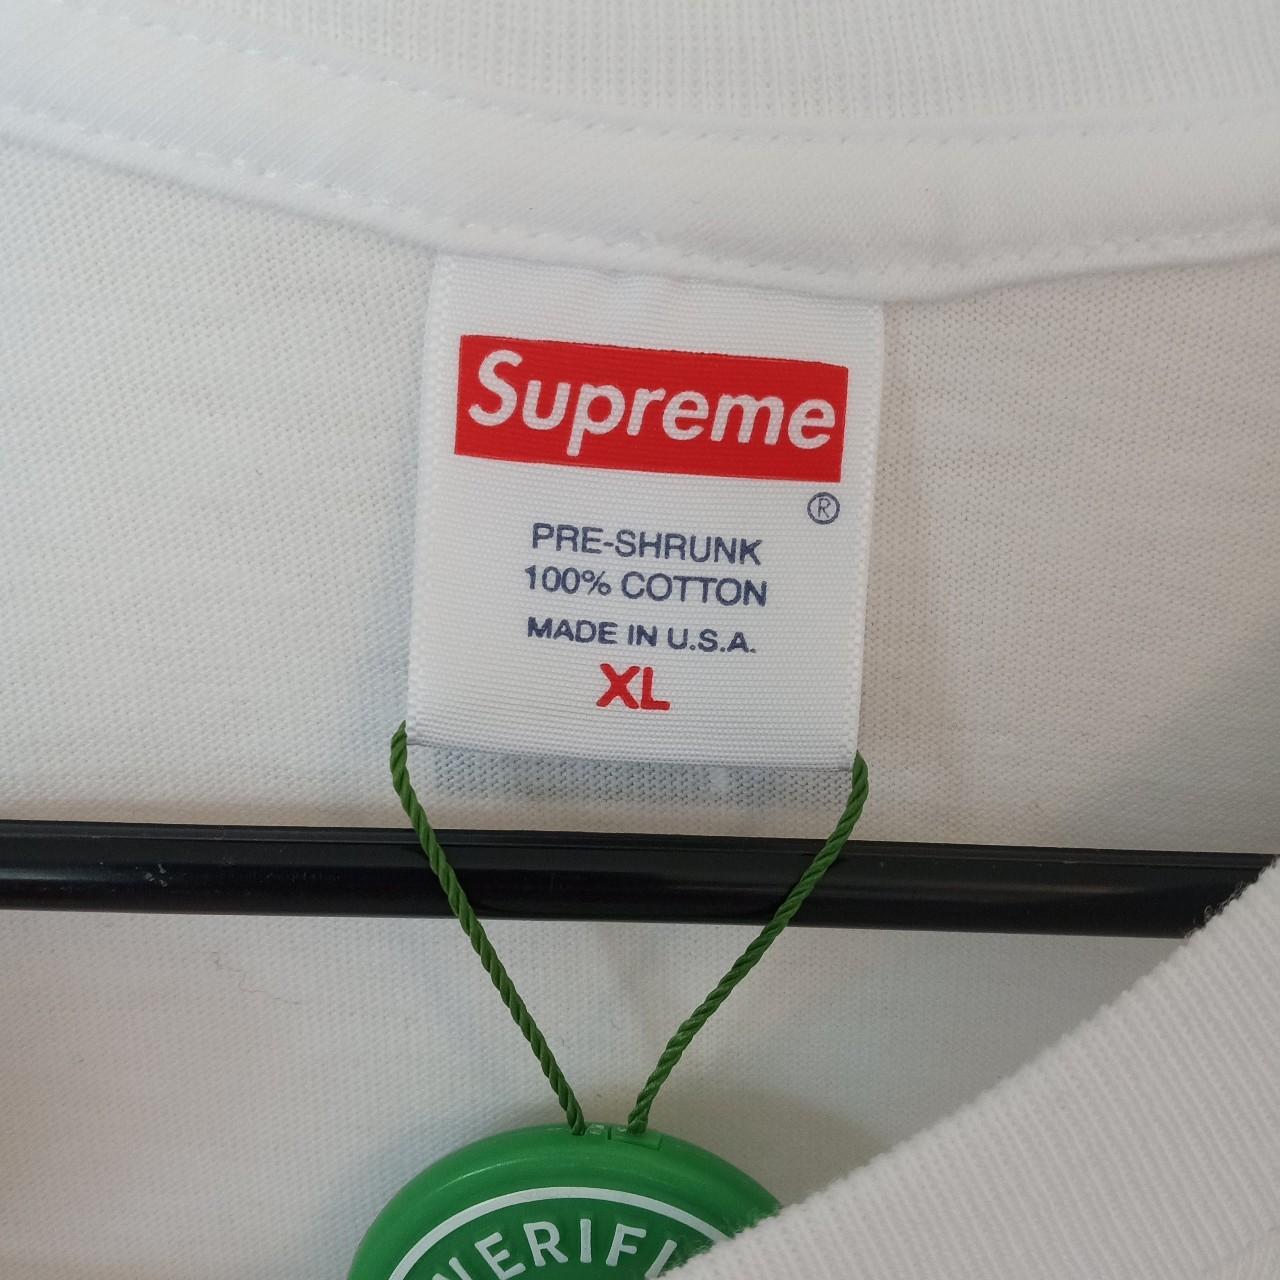 Supreme
®
PRE-SHRUNK
100% COTTON
MADE IN U.S.A.
XL